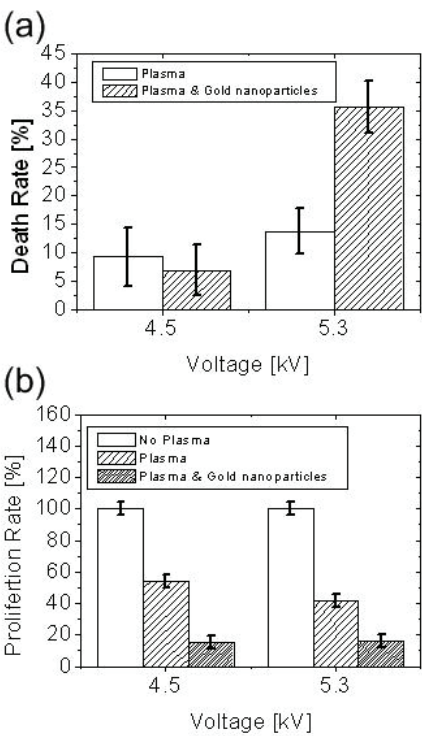 (a)
45
40
35
30
25
20
15
10
5
0
Death Rate [%]
Plasma
Plasma & Gold nanoparticles
4.5
5.3
Voltage [kV]
(b)
160
140
120
100
80
60
40
20
0
Prolifertion Rate [%]
No Plasma
Plasma
Plasma & Gold nanoparticles
4.5
5.3
Voltage [kV]